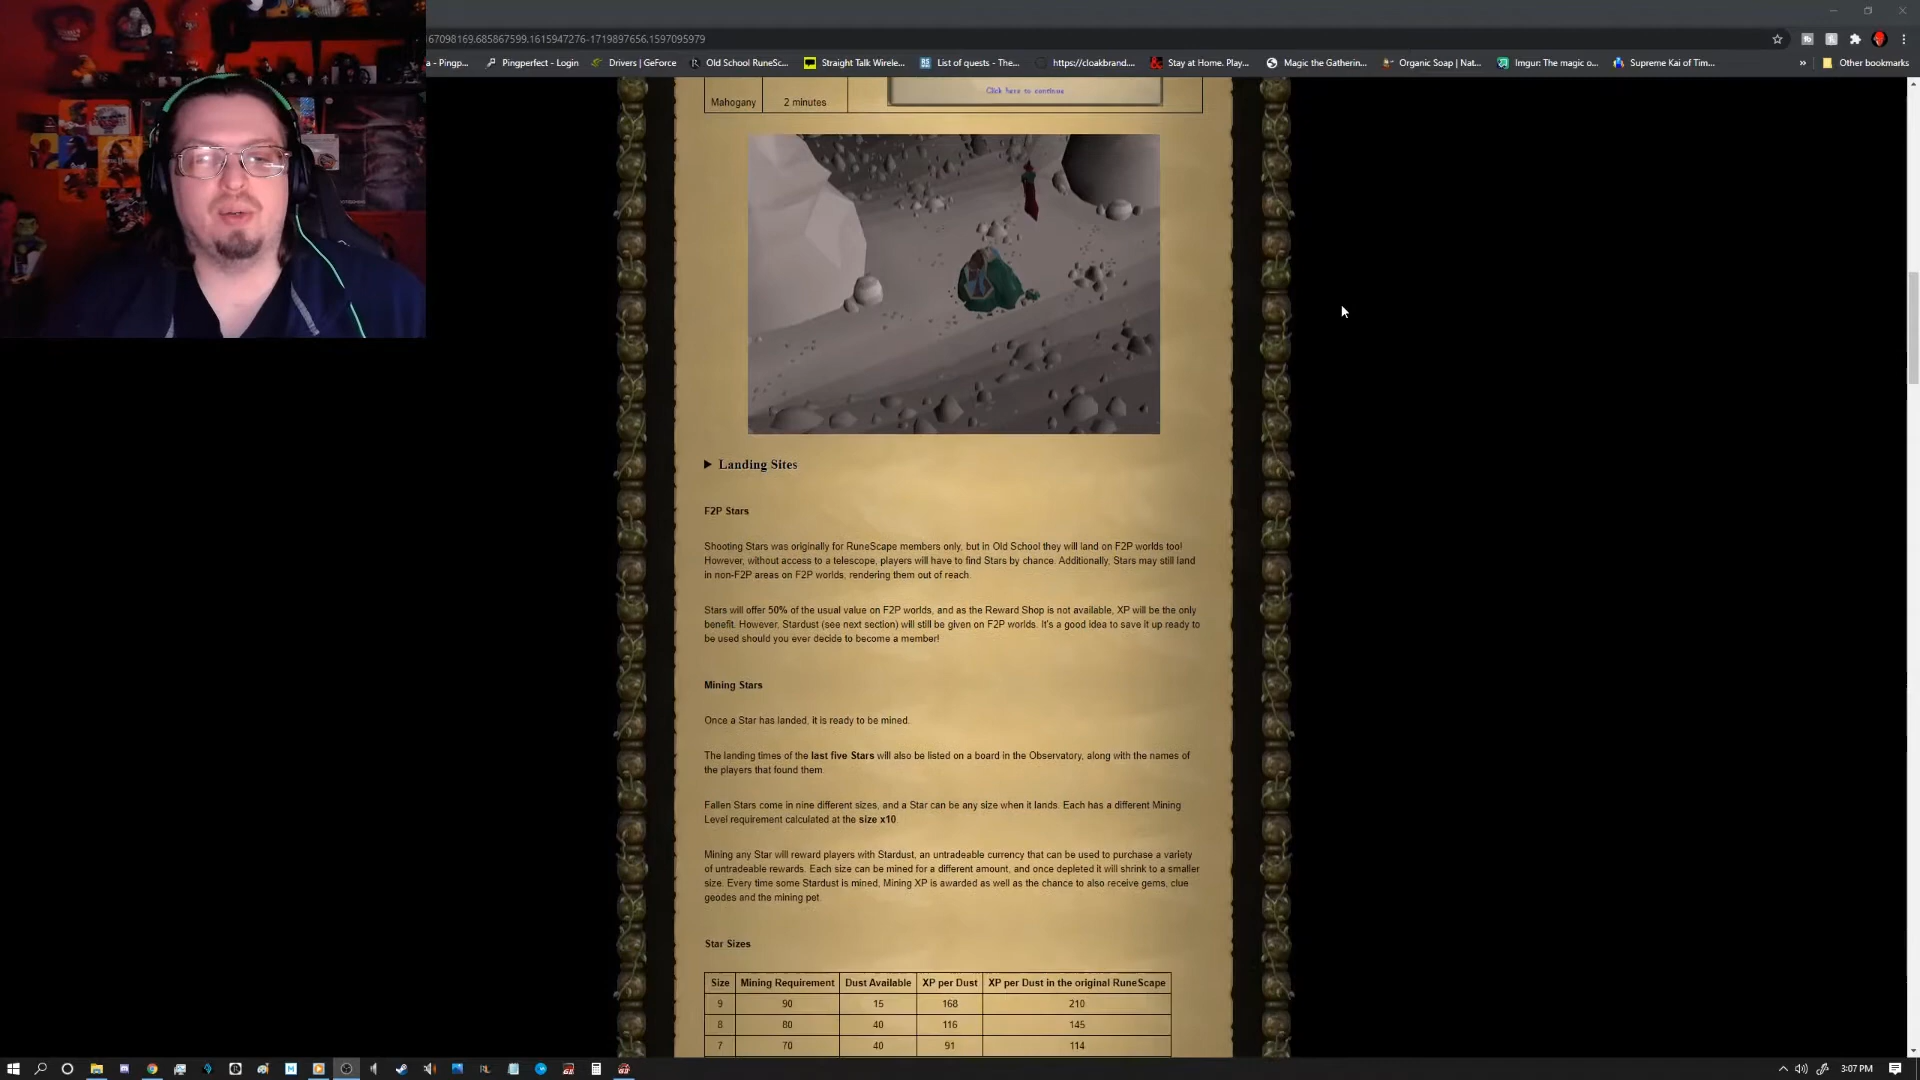 67098169.685867599.1615947276-1719897656.1597095979
a - Pingp...
Pingperfect - Login
Drivers | GeForce
Old School RuneSc...
Straight Talk Wirele...
List of quests - The...
https://cloakbrand....
Stay at Home. Play...
Magic the Gatherin...
Organic Soap | Nat...
Imgur: The magic o...
Supreme Kai of Tim...
»
Other bookmarks
Click here to continue
Mahogany 2 minutes
Landing Sites
F2P Stars
Shooting Stars was originally for RuneScape members only, but in Old School they will land on F2P worlds too!
However, without access to a telescope, players will have to find Stars by chance. Additionally, Stars may still land
in non-F2P areas on F2P worlds, rendering them out of reach.
Stars will offer 50% of the usual value on F2P worlds, and as the Reward Shop is not available, XP will be the only
benefit. However, Stardust (see next section) will still be given on F2P worlds. It's a good idea to save it up ready to
be used should you ever decide to become a member!
Mining Stars
Once a Star has landed, it is ready to be mined.
The landing times of the last five Stars will also be listed on a board in the Observatory, along with the names of
the players that found them.
Fallen Stars come in nine different sizes, and a Star can be any size when it lands. Each has a different Mining
Level requirement calculated at the size x10.
Mining any Star will reward players with Stardust, an untradeable currency that can be used to purchase a variety
of untradeable rewards. Each size can be mined for a different amount, and once depleted it will shrink to a smaller
size. Every time some Stardust is mined, Mining XP is awarded as well as the chance to also receive gems, clue
geodes and the mining pet.
Star Sizes
Size Mining Requirement Dust Available XP per Dust XP per Dust in the original RuneScape
9 90 15 168 210
8 80 40 116 145
7 70 40 91 114
3:07 PM